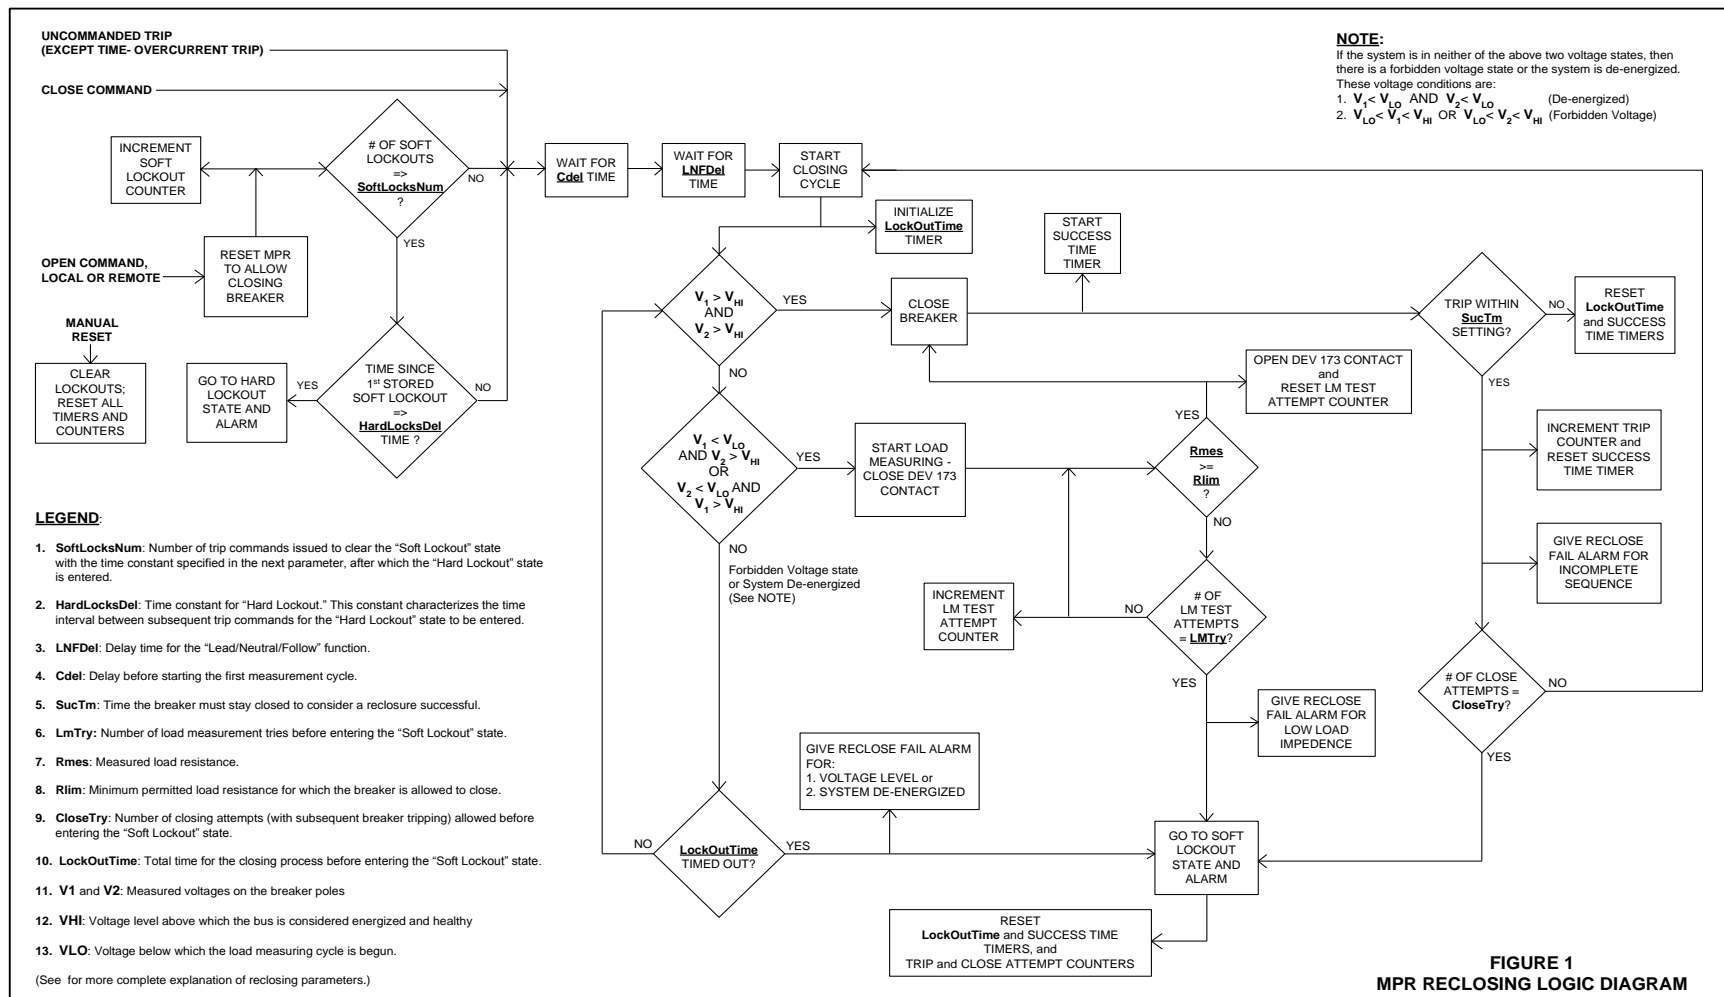 UNCOMMANDED TRIP
(EXCEPT TIME- OVERCURRENT TRIP)
CLOSE COMMAND
NOTE:
If the system is in neither of the above two voltage states, then
there is a forbidden voltage state or the system is de-energized.
These voltage conditions are:
1. V1< VLO AND V2< VLO (De-energized)
2. VLO< V1< VHI OR VLO< V2< VHI (Forbidden Voltage)
INCREMENT
SOFT
LOCKOUT
COUNTER
# OF SOFT
LOCKOUTS
=>
SoftLocksNum
?
NO
YES
WAIT FOR
Cdel TIME
WAIT FOR
LNFDel
TIME
START
CLOSING
CYCLE
INITIALIZE
LockOutTime
TIMER
START
SUCCESS
TIME
TIMER
OPEN COMMAND,
LOCAL OR REMOTE
RESET MPR
TO ALLOW
CLOSING
BREAKER
MANUAL
RESET
CLEAR
LOCKOUTS;
RESET ALL
TIMERS AND
COUNTERS
GO TO HARD
LOCKOUT
STATE AND
ALARM
YES
TIME SINCE
1st STORED
SOFT LOCKOUT
=>
HardLocksDel
TIME ?
NO
V1 > VHI
AND
V2 > VHI
YES
NO
CLOSE
BREAKER
TRIP WITHIN
SucTm
SETTING?
NO
YES
RESET
LockOutTime
and SUCCESS
TIME TIMERS
OPEN DEV 173 CONTACT
and
RESET LM TEST
ATTEMPT COUNTER
V1 < VLO
AND V2 > VHI
OR
V2 < VLO AND
V1 > VHI
YES
NO
START LOAD
MEASURING -
CLOSE DEV 173
CONTACT
YES
Rmes
>=
Rlim
?
NO
INCREMENT TRIP
COUNTER and
RESET SUCCESS
TIME TIMER
GIVE RECLOSE
FAIL ALARM FOR
INCOMPLETE
SEQUENCE
Forbidden Voltage state
or System De-energized
(See NOTE)
INCREMENT
LM TEST
ATTEMPT
COUNTER
NO
# OF
LM TEST
ATTEMPTS
= LMTry?
YES
# OF CLOSE
ATTEMPTS =
CloseTry?
NO
YES
GIVE RECLOSE
FAIL ALARM FOR
LOW LOAD
IMPEDENCE
GIVE RECLOSE FAIL ALARM
FOR:
1. VOLTAGE LEVEL or
2. SYSTEM DE-ENERGIZED
NO
LockOutTime
TIMED OUT?
YES
GO TO SOFT
LOCKOUT
STATE AND
ALARM
RESET
LockOutTime and SUCCESS TIME
TIMERS, and
TRIP and CLOSE ATTEMPT COUNTERS
LEGEND:
1. SoftLocksNum: Number of trip commands issued to clear the “Soft Lockout” state
with the time constant specified in the next parameter, after which the “Hard Lockout” state
is entered.
2. HardLocksDel: Time constant for “Hard Lockout.” This constant characterizes the time
interval between subsequent trip commands for the “Hard Lockout” state to be entered.
3. LNFDel: Delay time for the “Lead/Neutral/Follow” function.
4. Cdel: Delay before starting the first measurement cycle.
5. SucTm: Time the breaker must stay closed to consider a reclosure successful.
6. LmTry: Number of load measurement tries before entering the “Soft Lockout” state.
7. Rmes: Measured load resistance.
8. Rlim: Minimum permitted load resistance for which the breaker is allowed to close.
9. CloseTry: Number of closing attempts (with subsequent breaker tripping) allowed before
entering the “Soft Lockout” state.
10. LockOutTime: Total time for the closing process before entering the “Soft Lockout” state.
11. V1 and V2: Measured voltages on the breaker poles
12. VHI: Voltage level above which the bus is considered energized and healthy
13. VLO: Voltage below which the load measuring cycle is begun.
(See for more complete explanation of reclosing parameters.)
FIGURE 1
MPR RECLOSING LOGIC DIAGRAM